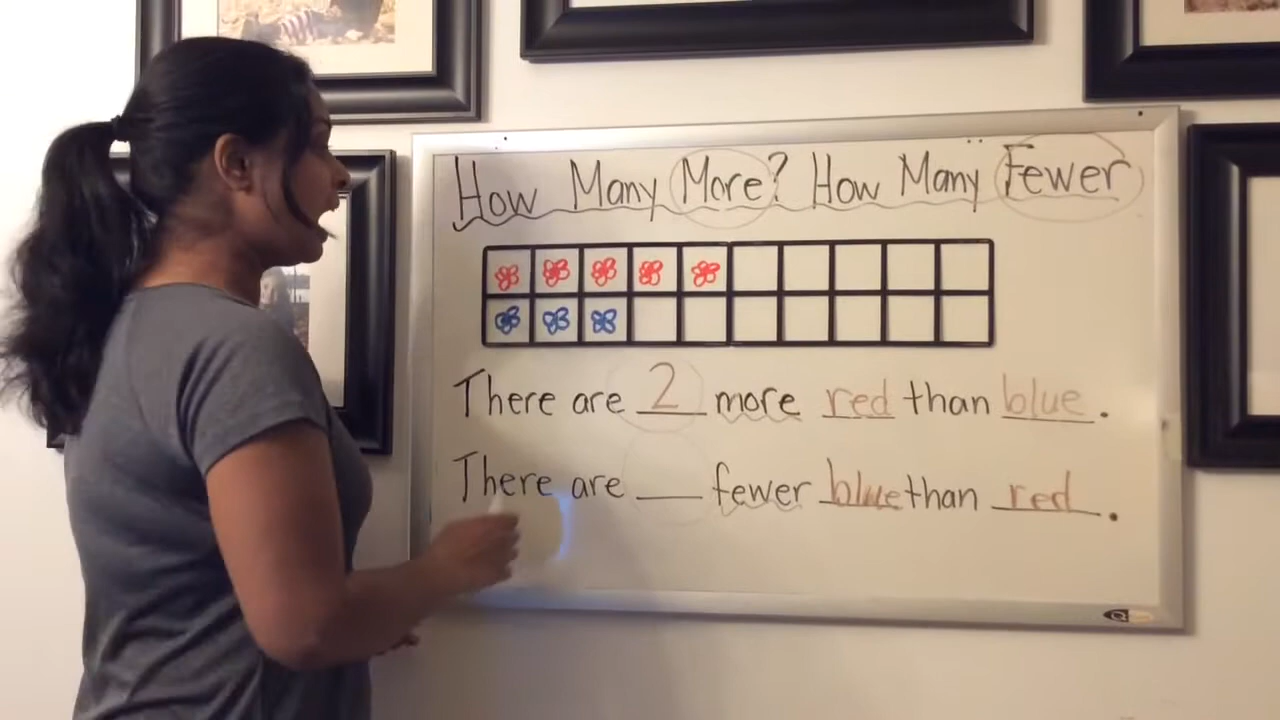 How Many More? How Many Fewer
There are 2 more red than blue.
There are __ fewer blue than red.